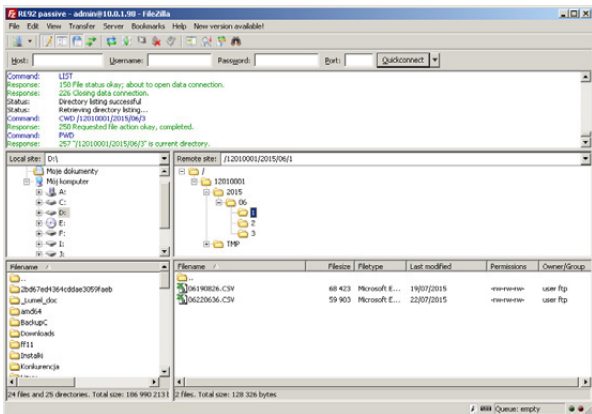 RE92 passive - admin@10.0.1.98 - FileZilla
File Edit View Transfer Server Bookmarks Help New version available!
Host: Username: Password: Port: Quickconnect
Command: LIST
Response: 150 File status okay; about to open data connection.
Response: 226 Closing data connection.
Status: Directory listing successful
Status: Retrieving directory listing...
Command: CWD /12010001/2015/06/3
Response: 250 Requested file action okay, completed.
Command: PWD
Response: 257 "/12010001/2015/06/3" is current directory.
Local site: D:\
Moje dokumenty
Mój komputer
A:
C:
D:
E:
F:
I:
J:
Remote site: /12010001/2015/06/1
/
12010001
2015
06
1
2
3
TMP
Filename
..
2bd67ed4364cddae3059faeb
_Lumel_doc
amd64
BackupC
Downloads
ff11
Instalki
Konkurencja
24 files and 25 directories. Total size: 186 990 213 b
Filename Filesize Filetype Last modified Permissions Owner/Group
..
06190826.CSV 68 423 Microsoft E... 19/07/2015 -rw-rw-rw- user ftp
06220636.CSV 59 903 Microsoft E... 22/07/2015 -rw-rw-rw- user ftp
2 files. Total size: 128 326 bytes
Queue: empty